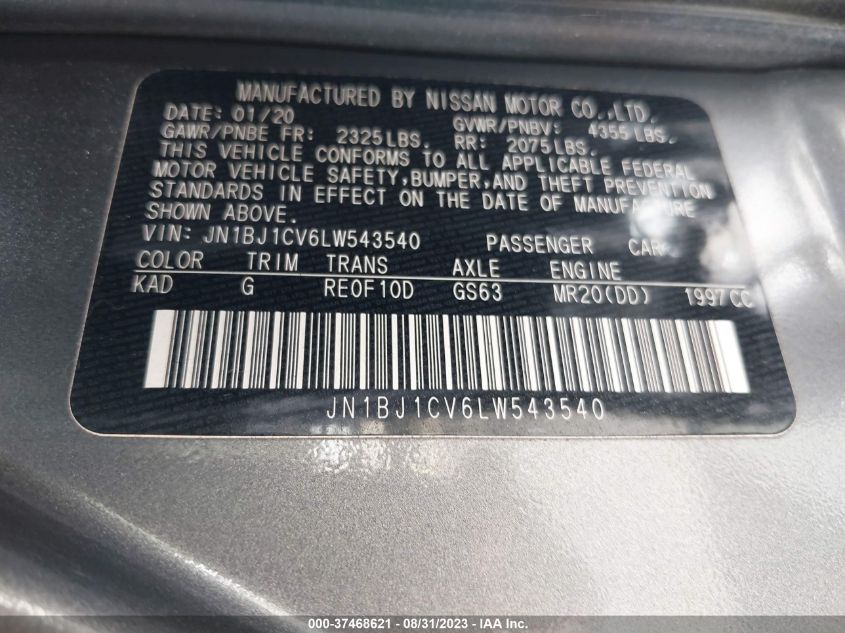 MANUFACTURED BY NISSAN MOTOR CO.,LTD.
DATE: 01/20 GVWR/PNBV: 4355 LBS.
GAWR/PNBE FR: 2325LBS. RR: 2075LBS.
THIS VEHICLE CONFORMS TO ALL APPLICABLE FEDERAL
MOTOR VEHICLE SAFETY,BUMPER,AND THEFT PREVENTION
STANDARDS IN EFFECT ON THE DATE OF MANUFACTURE
SHOWN ABOVE.
VIN: JN1BJ1CV6LW543540 PASSENGER CAR
COLOR TRIM TRANS AXLE ENGINE
KAD G RE0F10D GS63 MR20(DD) 1997CC
JN1BJ1CV6LW543540
000-37468621 - 08/31/2023 - IAA Inc.